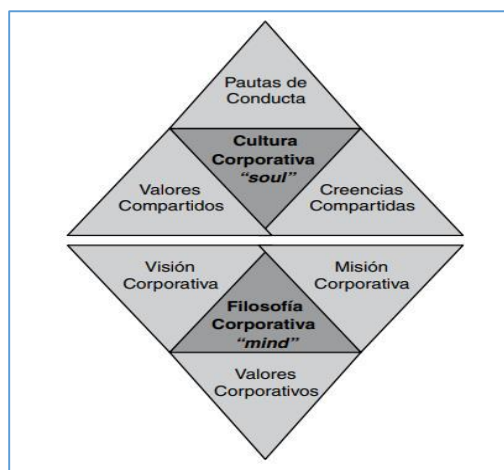 Pautas de
Conducta
Cultura
Corporativa
"soul"
Valores
Compartidos
Creencias
Compartidas
Visión
Corporativa
Misión
Corporativa
Filosofía
Corporativa
"mind"
Valores
Corporativos